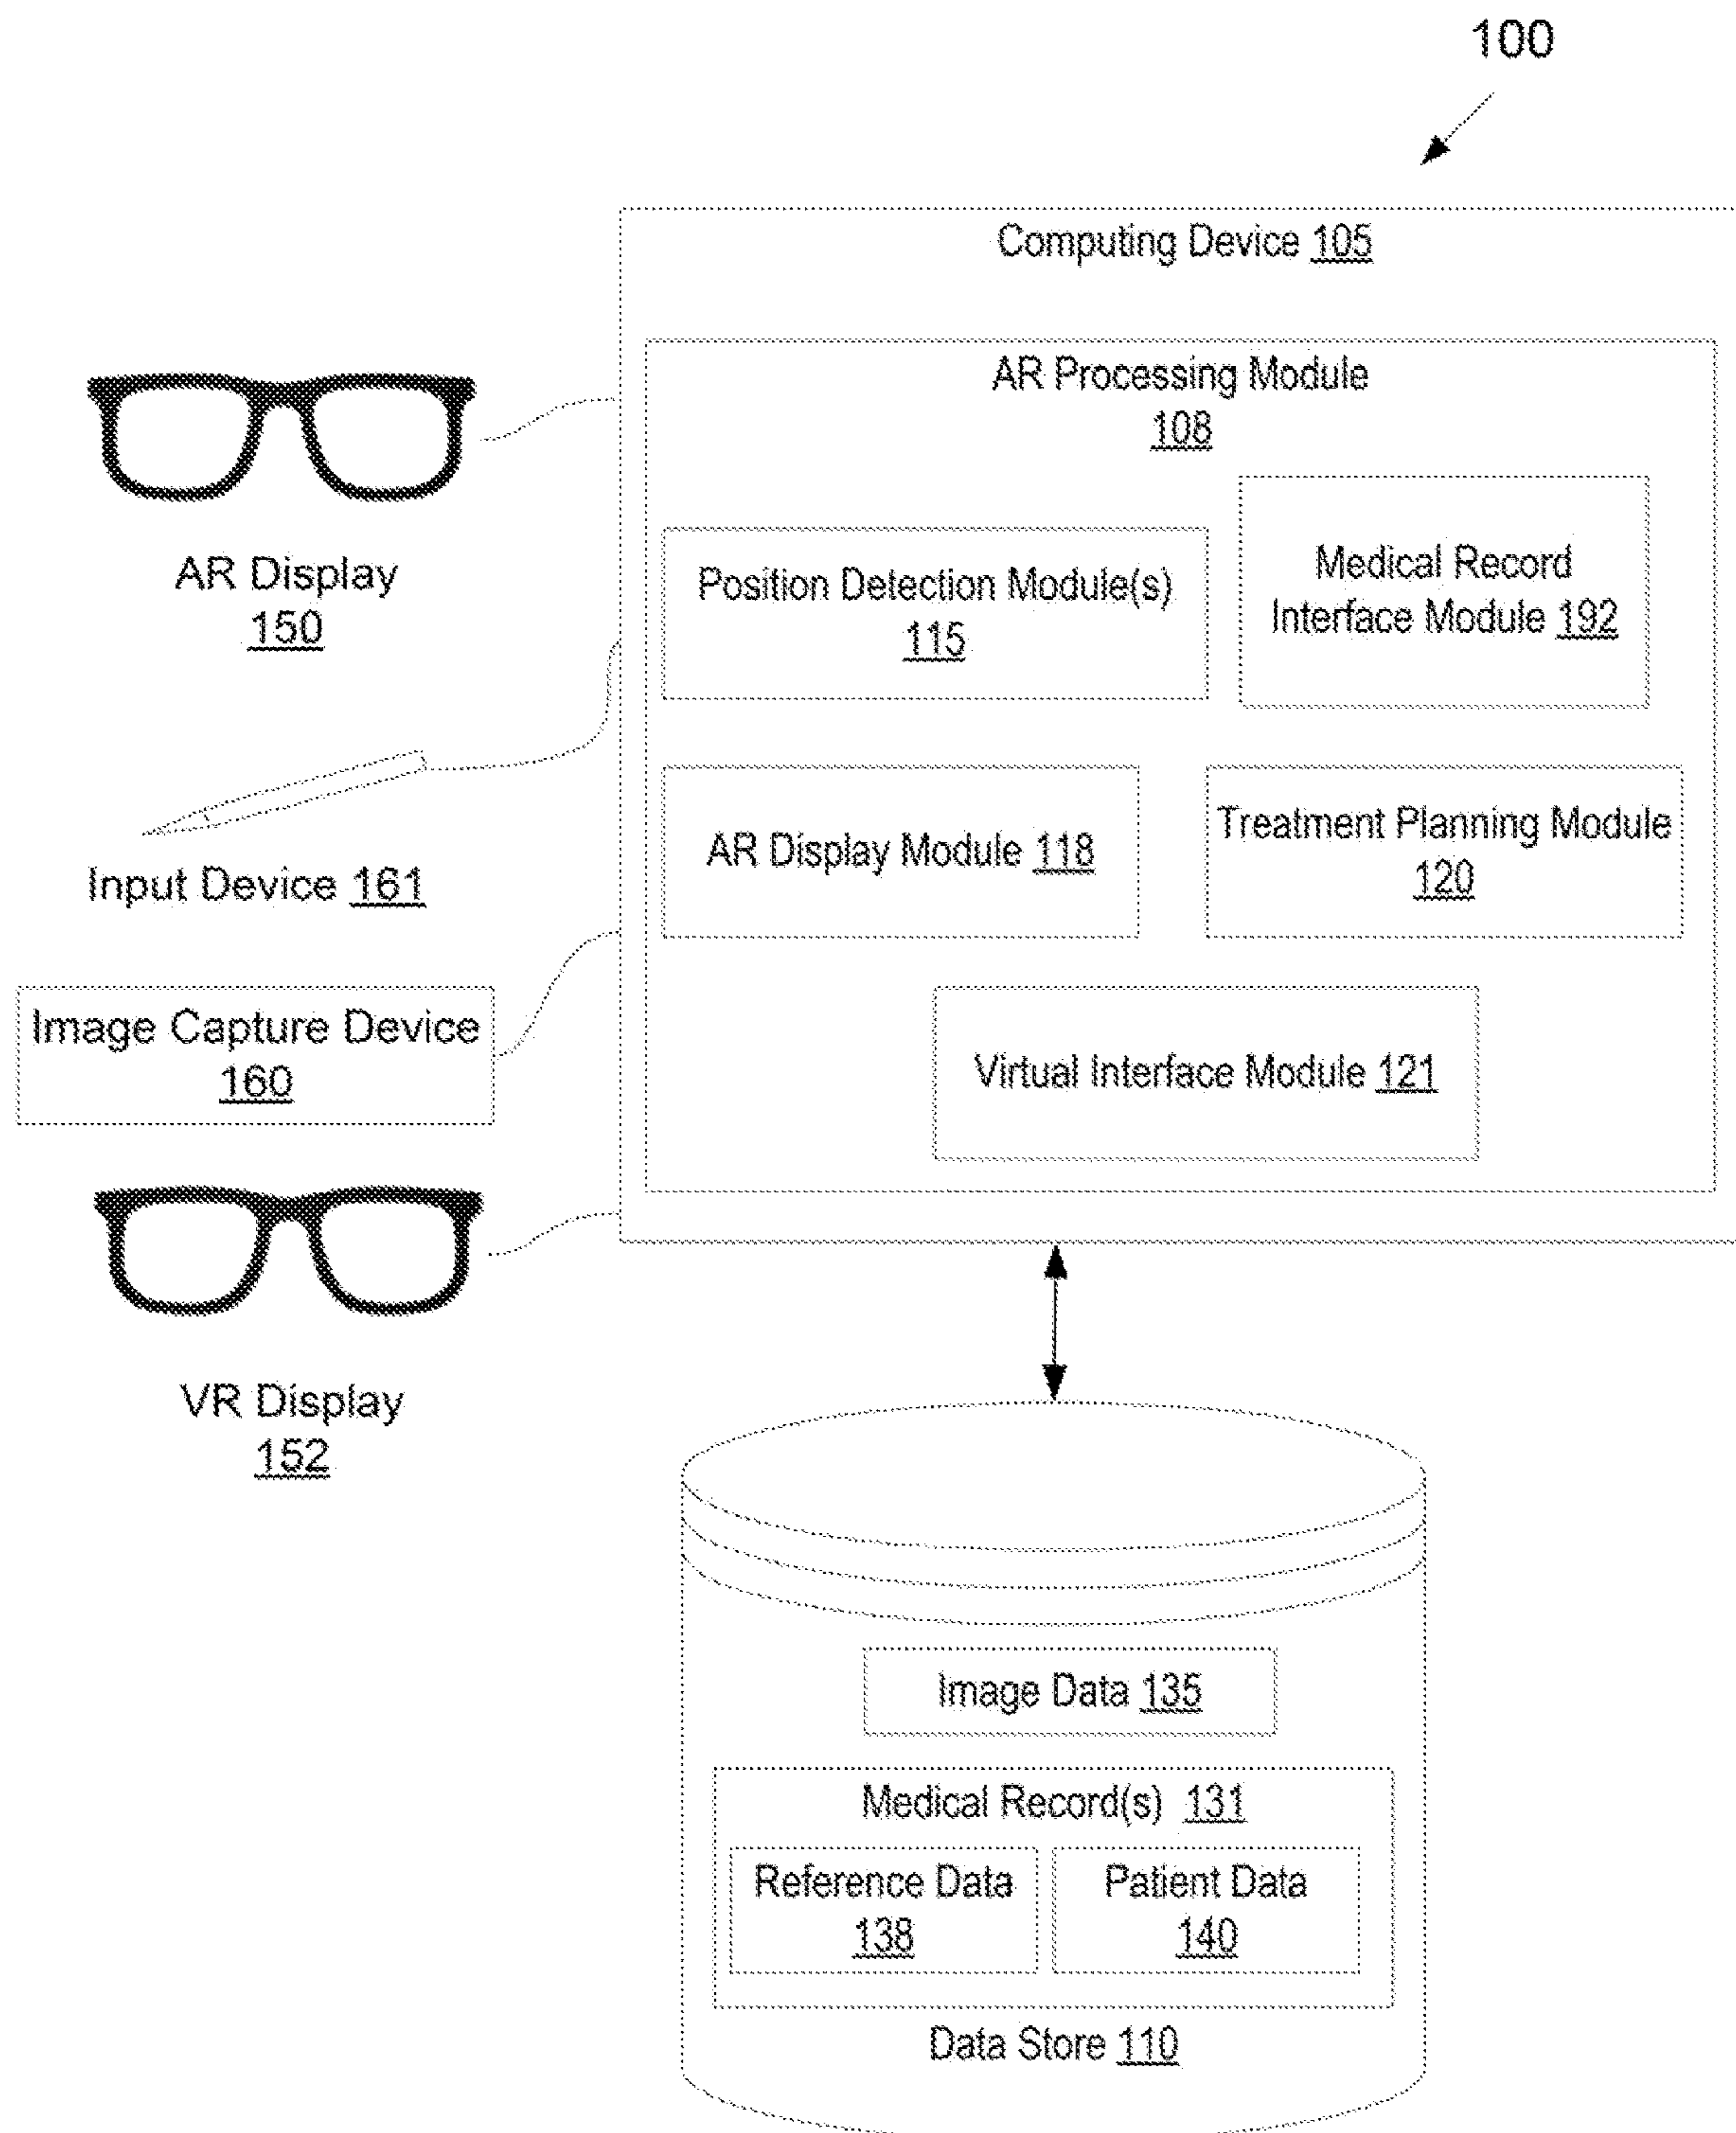 100
Computing Device 105
AR Processing Module
108
AR Display
150
Position Detection Module(s)
115
Medical Record
Interface Module 192
Input Device 161
AR Display Module 118
Treatment Planning Module
120
Image Capture Device
160
Virtual Interface Module 121
VR Display
152
Image Data 135
Medical Record(s) 131
Reference Data
138
Patient Data
140
Data Store 110